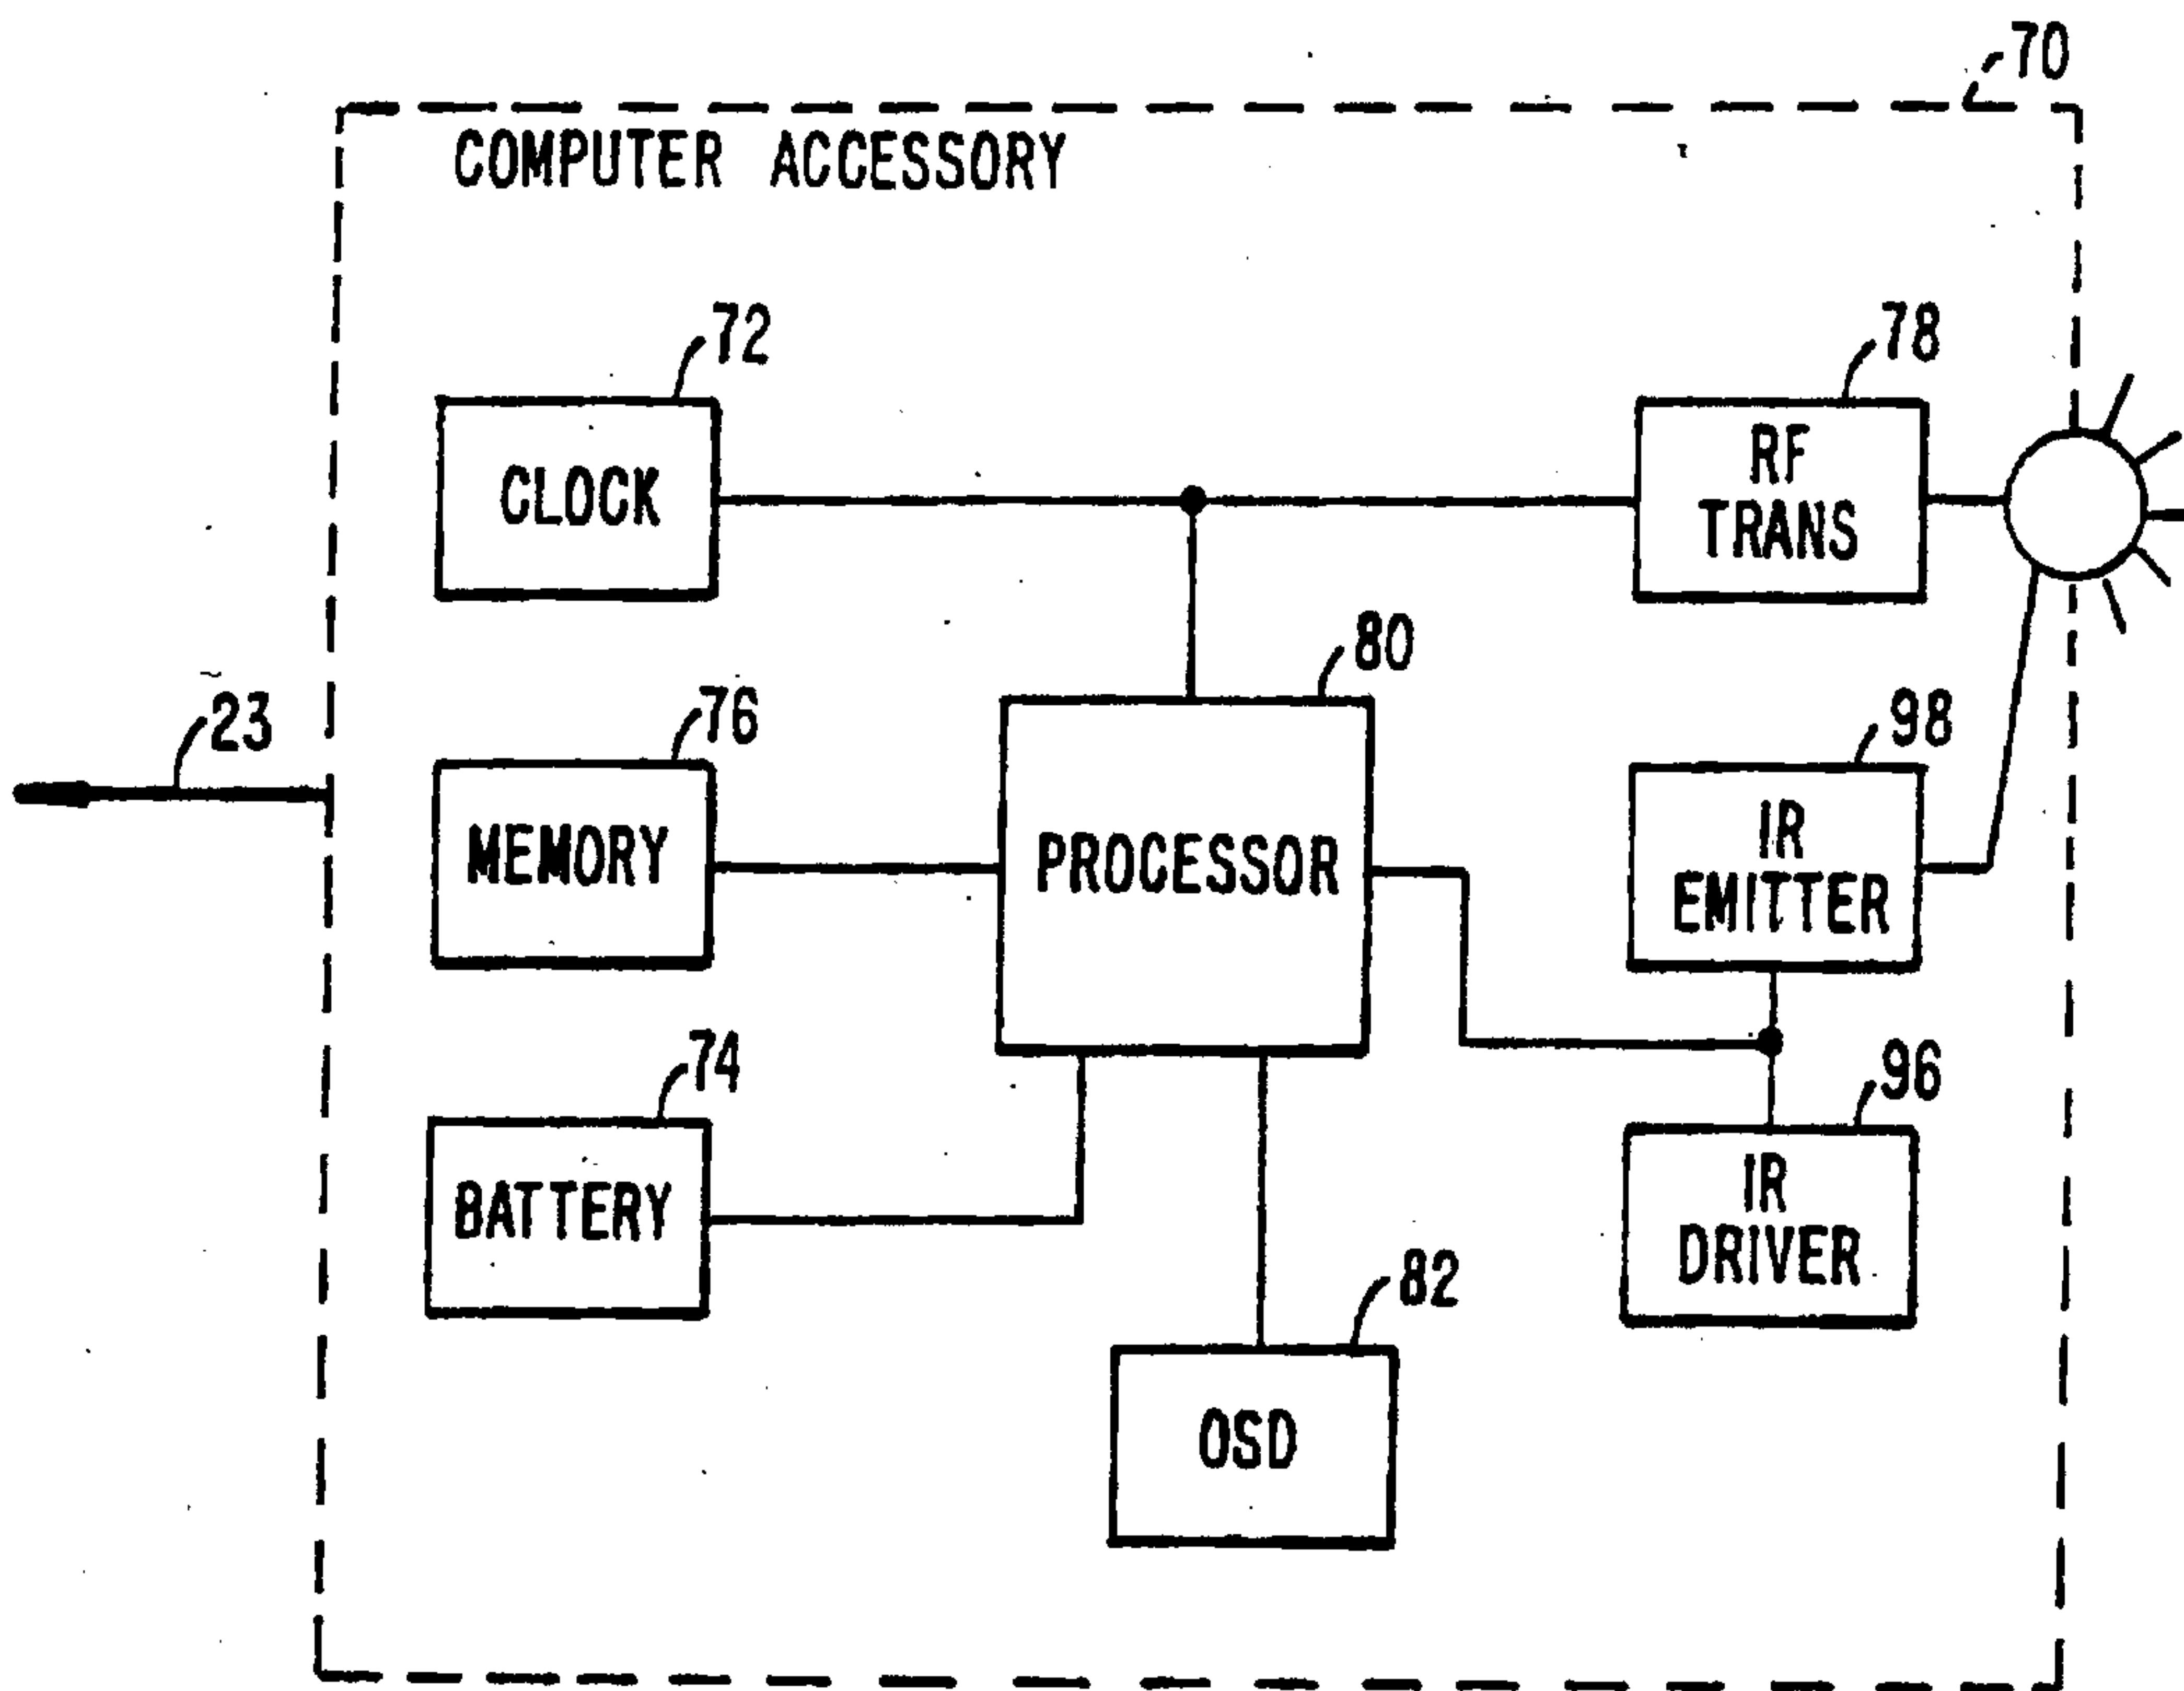 70
COMPUTER ACCESSORY
72
78
CLOCK
RF
TRANS
80
23
76
98
MEMORY
PROCESSOR
IR
EMITTER
74
96
BATTERY
IR
DRIVER
82
OSD